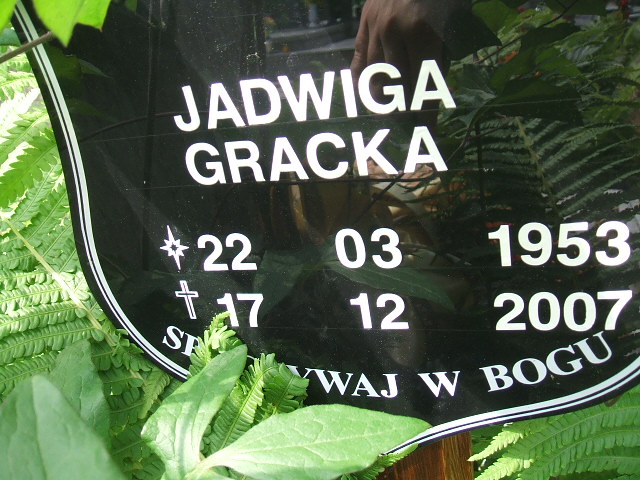 JADWIGA
GRACKA
22 03 1953
17 12 2007
W BOGU